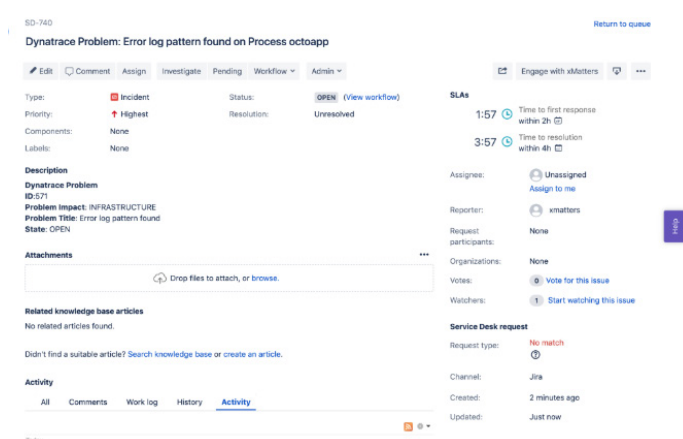 SD-740
Return to queue
Dynatrace Problem: Error log pattern found on Process octoapp
Edit Comment Assign Investigate Pending Workflow Admin Engage with xMatters
Type: Incident Status: OPEN (View workflow)
Priority: Highest Resolution: Unresolved
Components: None
Labels: None
Description
Dynatrace Problem
ID:571
Problem Impact: INFRASTRUCTURE
Problem Title: Error log pattern found
State: OPEN
Attachments
Drop files to attach, or browse.
Related knowledge base articles
No related articles found.
Didn't find a suitable article? Search knowledge base or create an article.
Activity
All Comments Work log History Activity
SLAs
1:57 Time to first response
within 2h
3:57 Time to resolution
within 4h
Assignee: Unassigned
Assign to me
Reporter: xmatters
Request None
participants:
Organizations: None
Votes: 0 Vote for this issue
Watchers: 1 Start watching this issue
Service Desk request
Request type: No match
Channel: Jira
Created: 2 minutes ago
Updated: Just now
Help